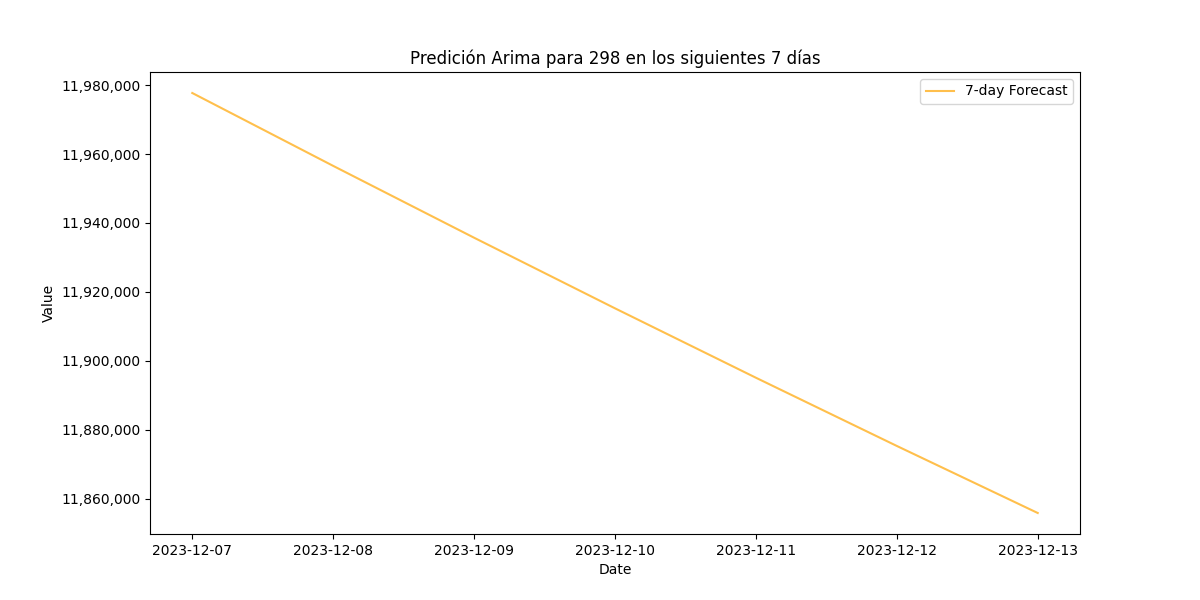 Predición Arima para 298 en los siguientes 7 días
7-day Forecast
11,980,000
11,960,000
11,940,000
11,920,000
11,900,000
11,880,000
11,860,000
Value
2023-12-07 2023-12-08 2023-12-09 2023-12-10 2023-12-11 2023-12-12 2023-12-13
Date